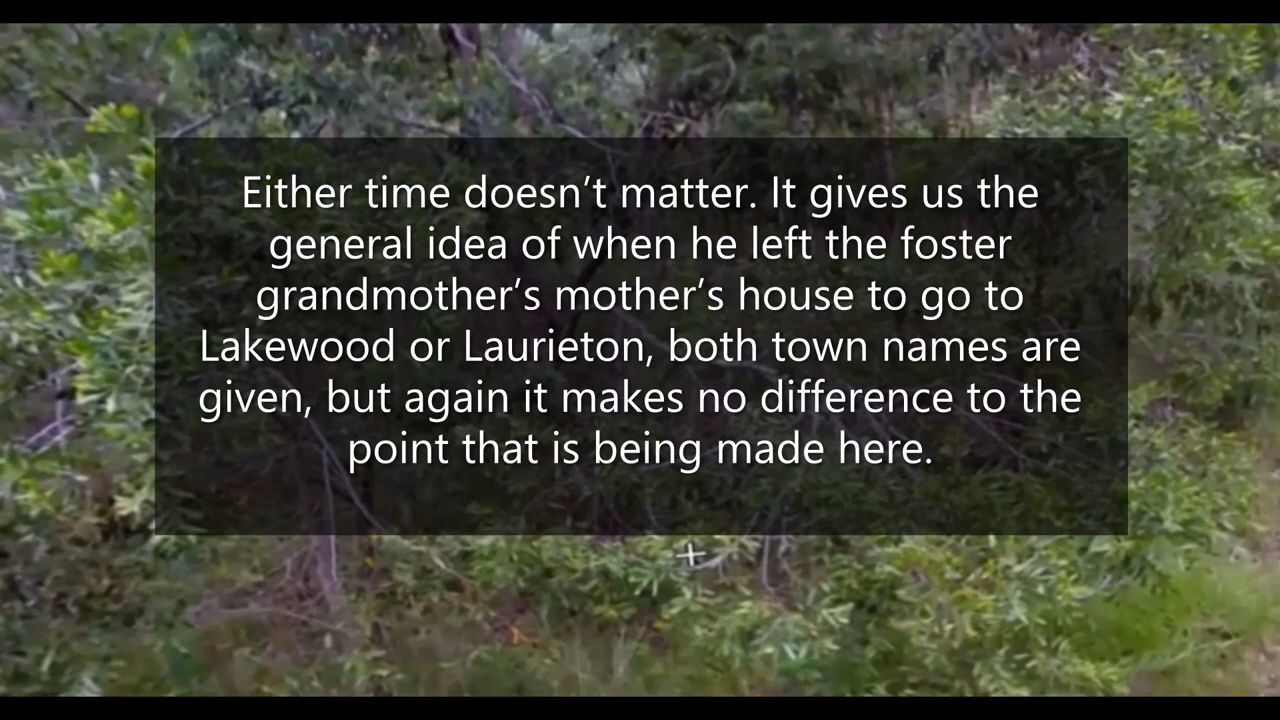 Either time doesn’t matter. It gives us the
general idea of when he left the foster
grandmother’s mother’s house to go to
Lakewood or Laurieton, both town names are
given, but again it makes no difference to the
point that is being made here.